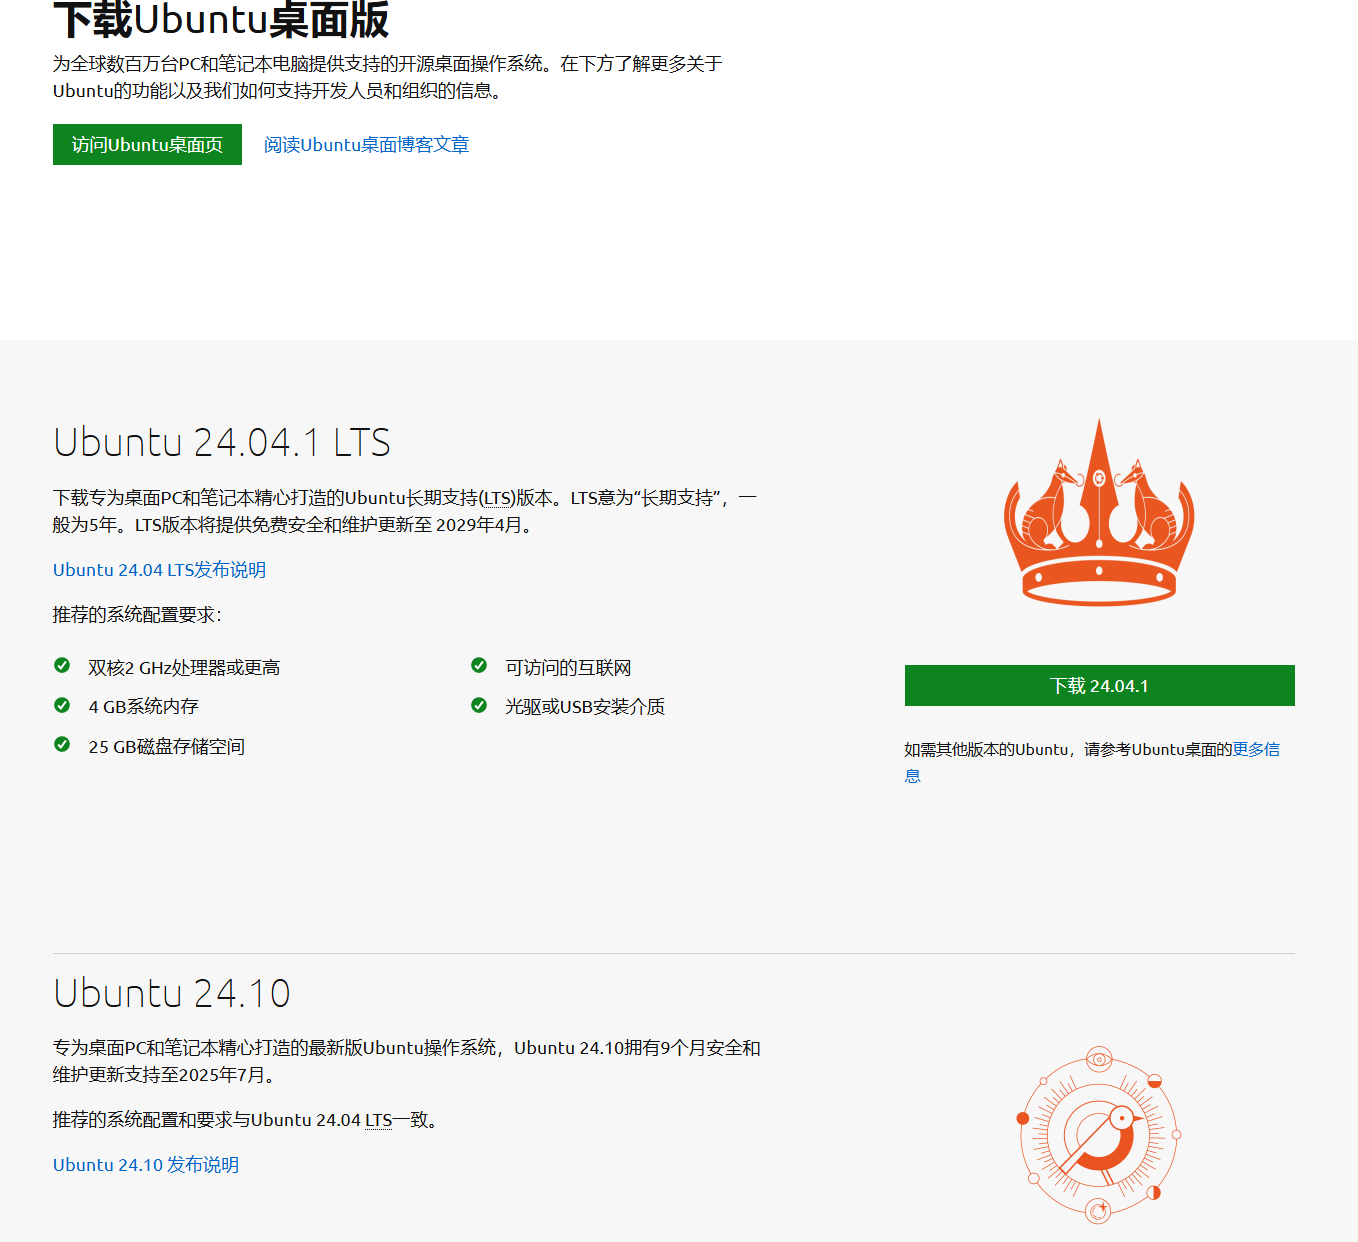 下载Ubuntu桌面版
为全球数百万台PC和笔记本电脑提供支持的开源桌面操作系统。在下方了解更多关于
Ubuntu的功能以及我们如何支持开发人员和组织的信息。
访问Ubuntu桌面页
阅读Ubuntu桌面博客文章
Ubuntu 24.04.1 LTS
下载专为桌面PC和笔记本精心打造的Ubuntu长期支持(LTS)版本。LTS意为“长期支持”，一
般为5年。LTS版本将提供免费安全和维护更新至 2029年4月。
Ubuntu 24.04 LTS发布说明
推荐的系统配置要求：
双核2 GHz处理器或更高
4 GB系统内存
25 GB磁盘存储空间
可访问的互联网
光驱或USB安装介质
下载 24.04.1
如需其他版本的Ubuntu，请参考Ubuntu桌面的更多信
息
Ubuntu 24.10
专为桌面PC和笔记本精心打造的最新版Ubuntu操作系统，Ubuntu 24.10拥有9个月安全和
维护更新支持至2025年7月。
推荐的系统配置和要求与Ubuntu 24.04 LTS一致。
Ubuntu 24.10 发布说明